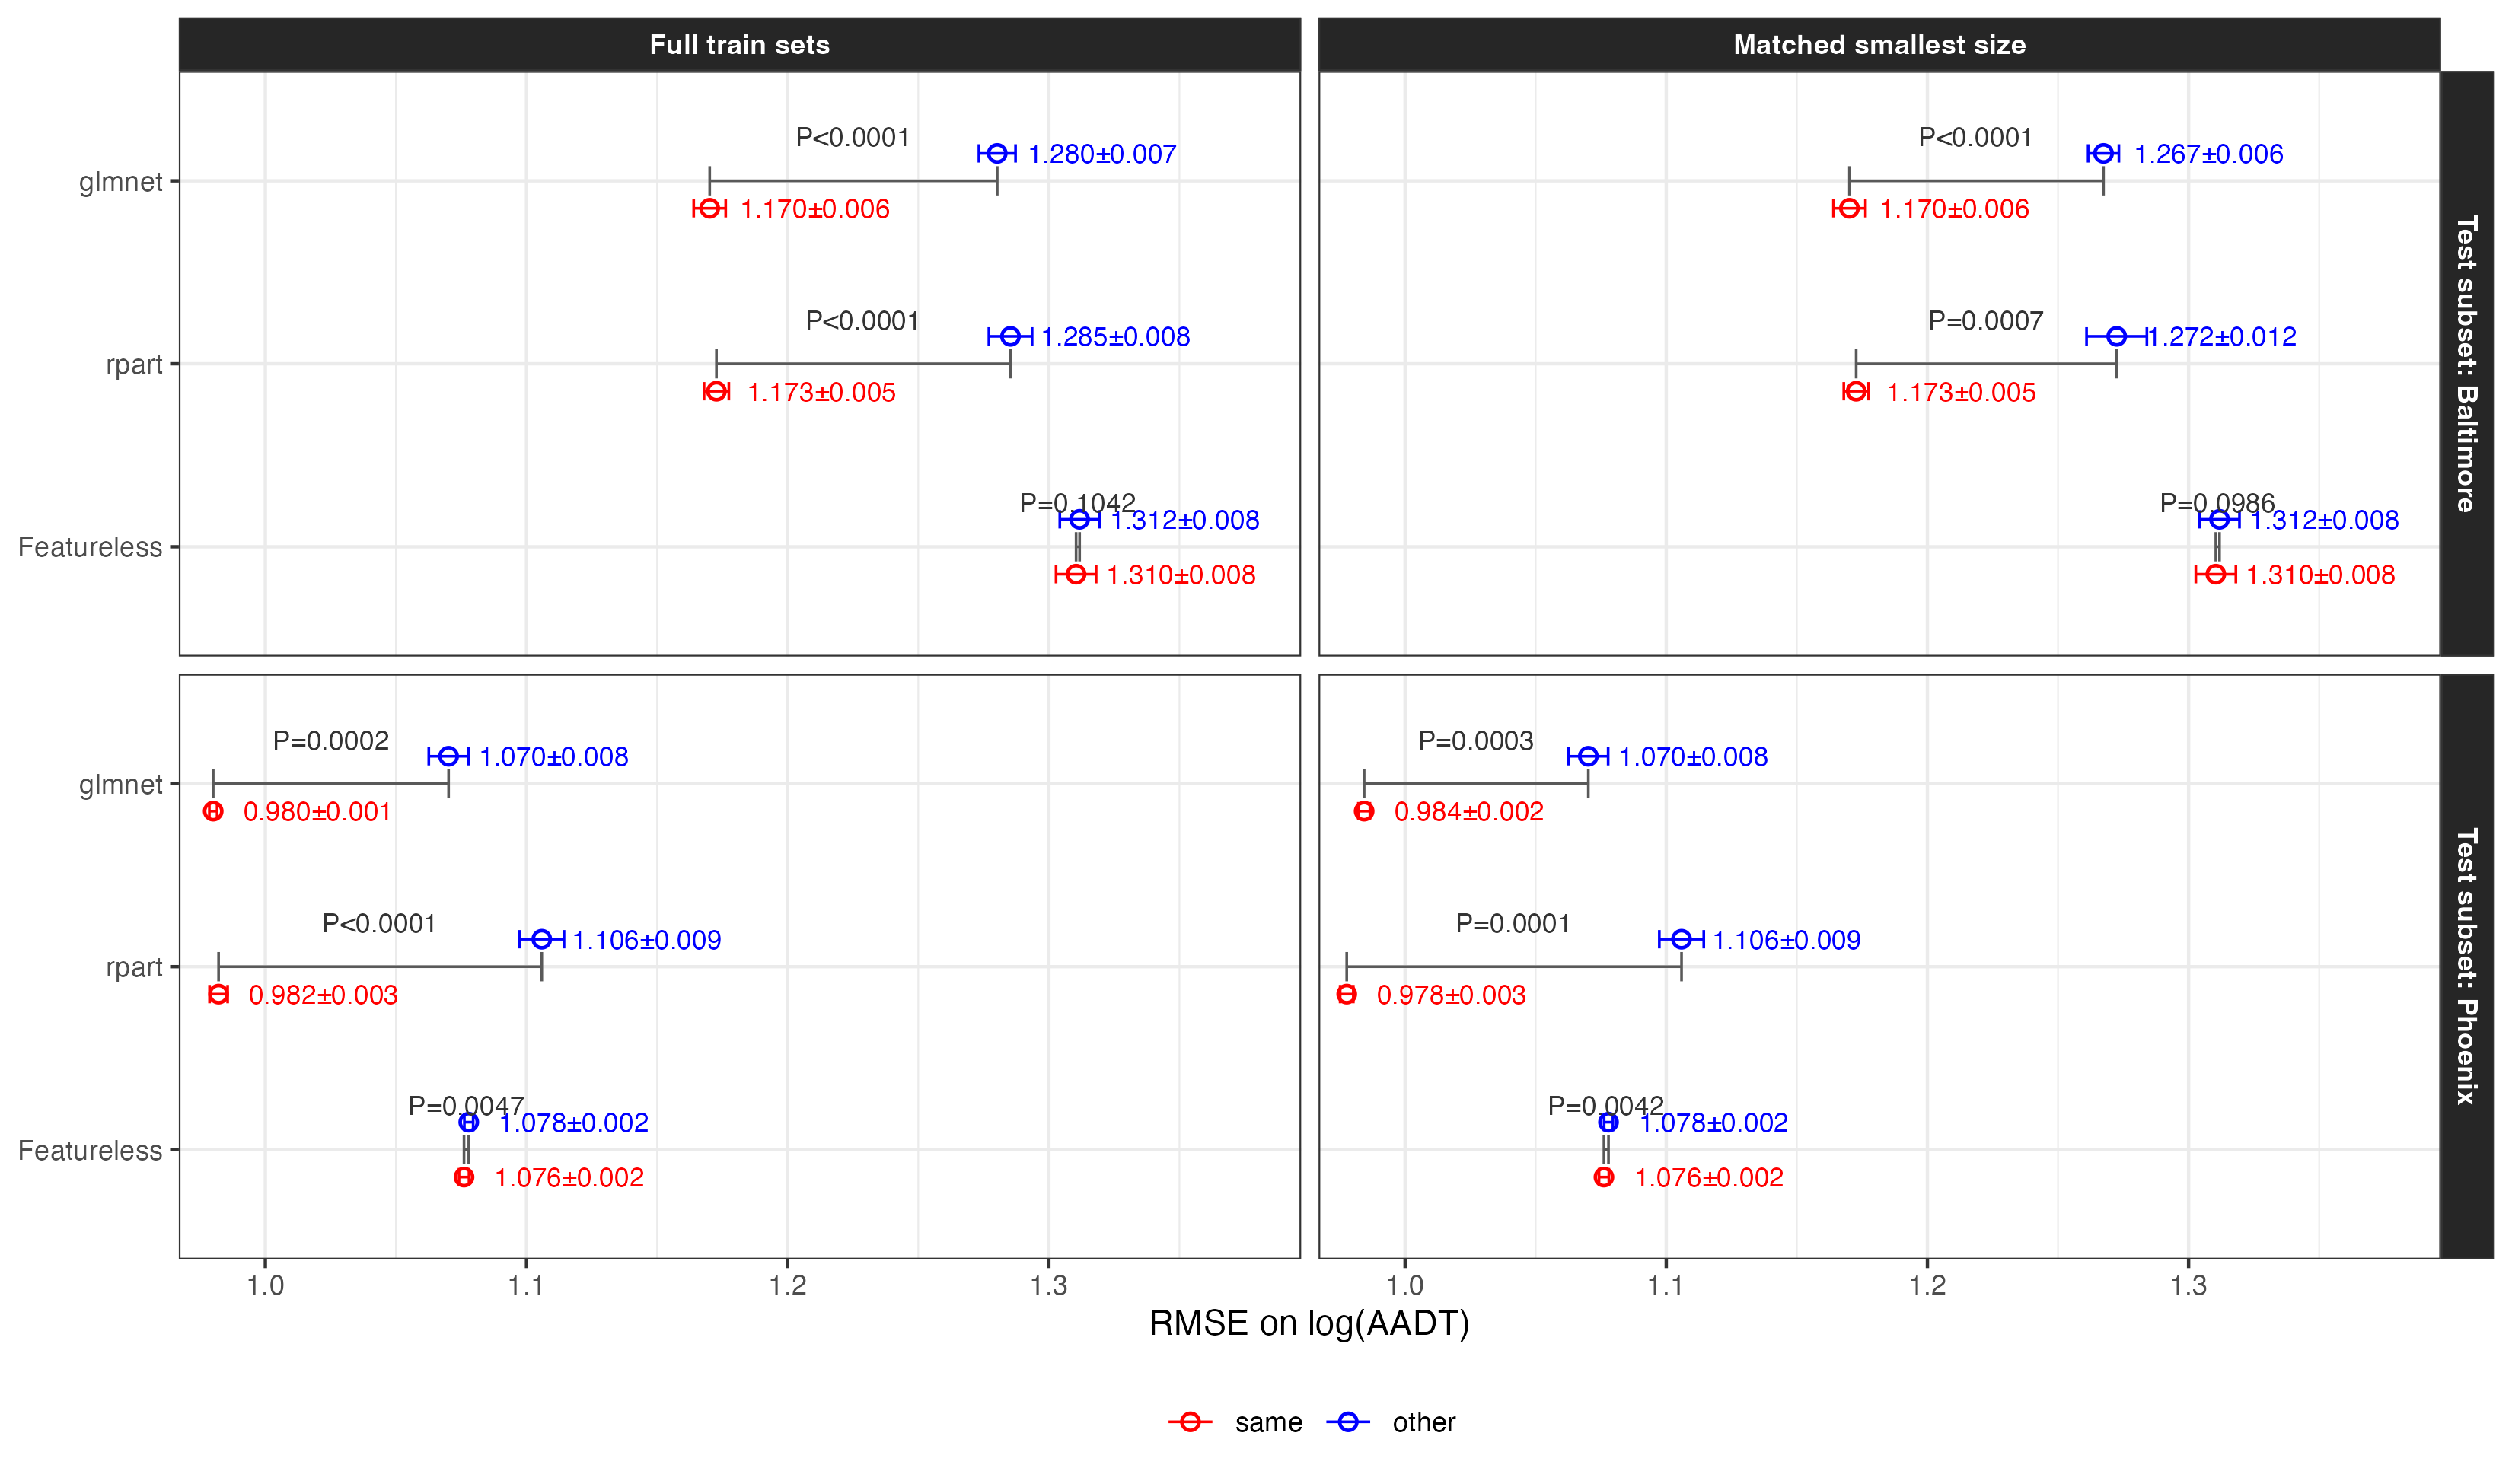 Full train sets
Matched smallest size
Test subset: Baltimore
glmnet
P<0.0001
1.280±0.007
1.170±0.006
P<0.0001
1.267±0.006
1.170±0.006
rpart
P<0.0001
1.285±0.008
1.173±0.005
P=0.0007
1.272±0.012
1.173±0.005
Featureless
P=0.1042
1.312±0.008
1.310±0.008
P=0.0986
1.312±0.008
1.310±0.008
Test subset: Phoenix
glmnet
P=0.0002
1.070±0.008
0.980±0.001
P=0.0003
1.070±0.008
0.984±0.002
rpart
P<0.0001
1.106±0.009
0.982±0.003
P=0.0001
1.106±0.009
0.978±0.003
Featureless
P=0.0047
1.078±0.002
1.076±0.002
P=0.0042
1.078±0.002
1.076±0.002
1.0 1.1 1.2 1.3
1.0 1.1 1.2 1.3
RMSE on log(AADT)
same other